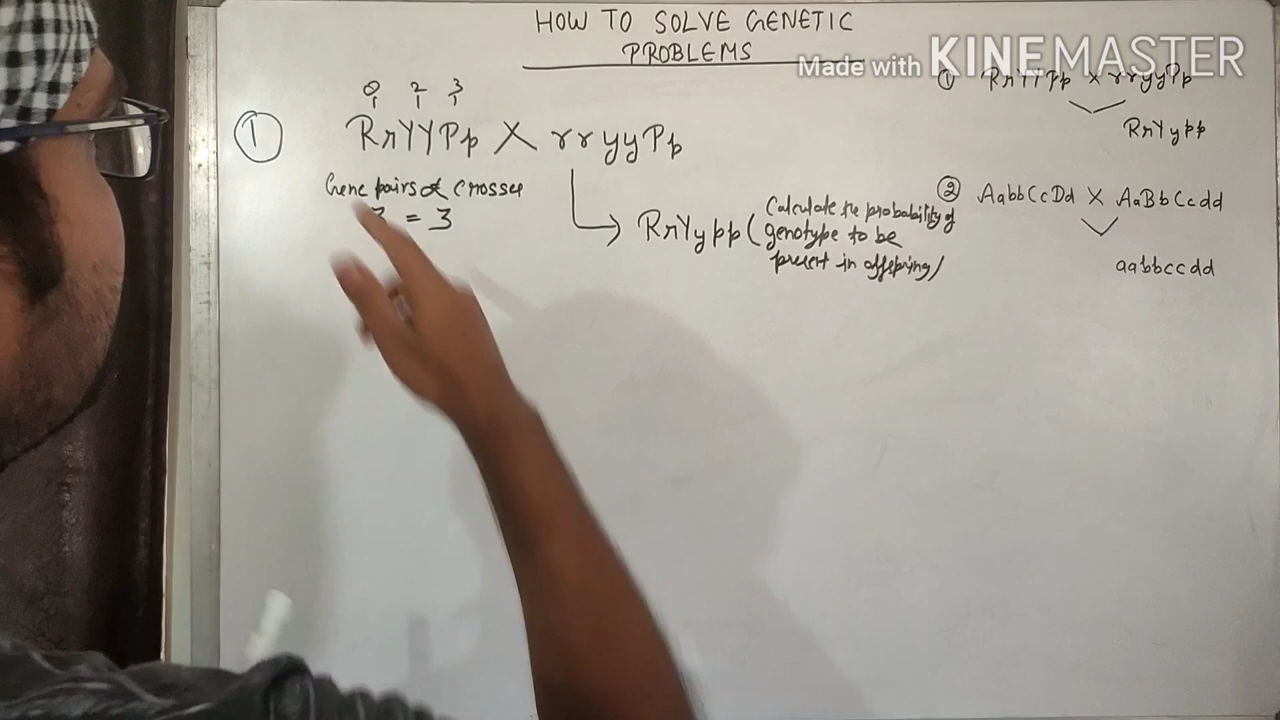 HOW TO SOLVE GENETIC
PROBLEMS
Made with KINEMASTER
① 2 3
① RrYYPp X rryyPp
Gene pairs ∝ Crosses
3 = 3
RrYypp (Calculate the probability of
genotype to be
present in offspring)
① RrYYPp X rryyPp
RrYypp
② AabbCcDd X AaBbCcdd
aabbccdd